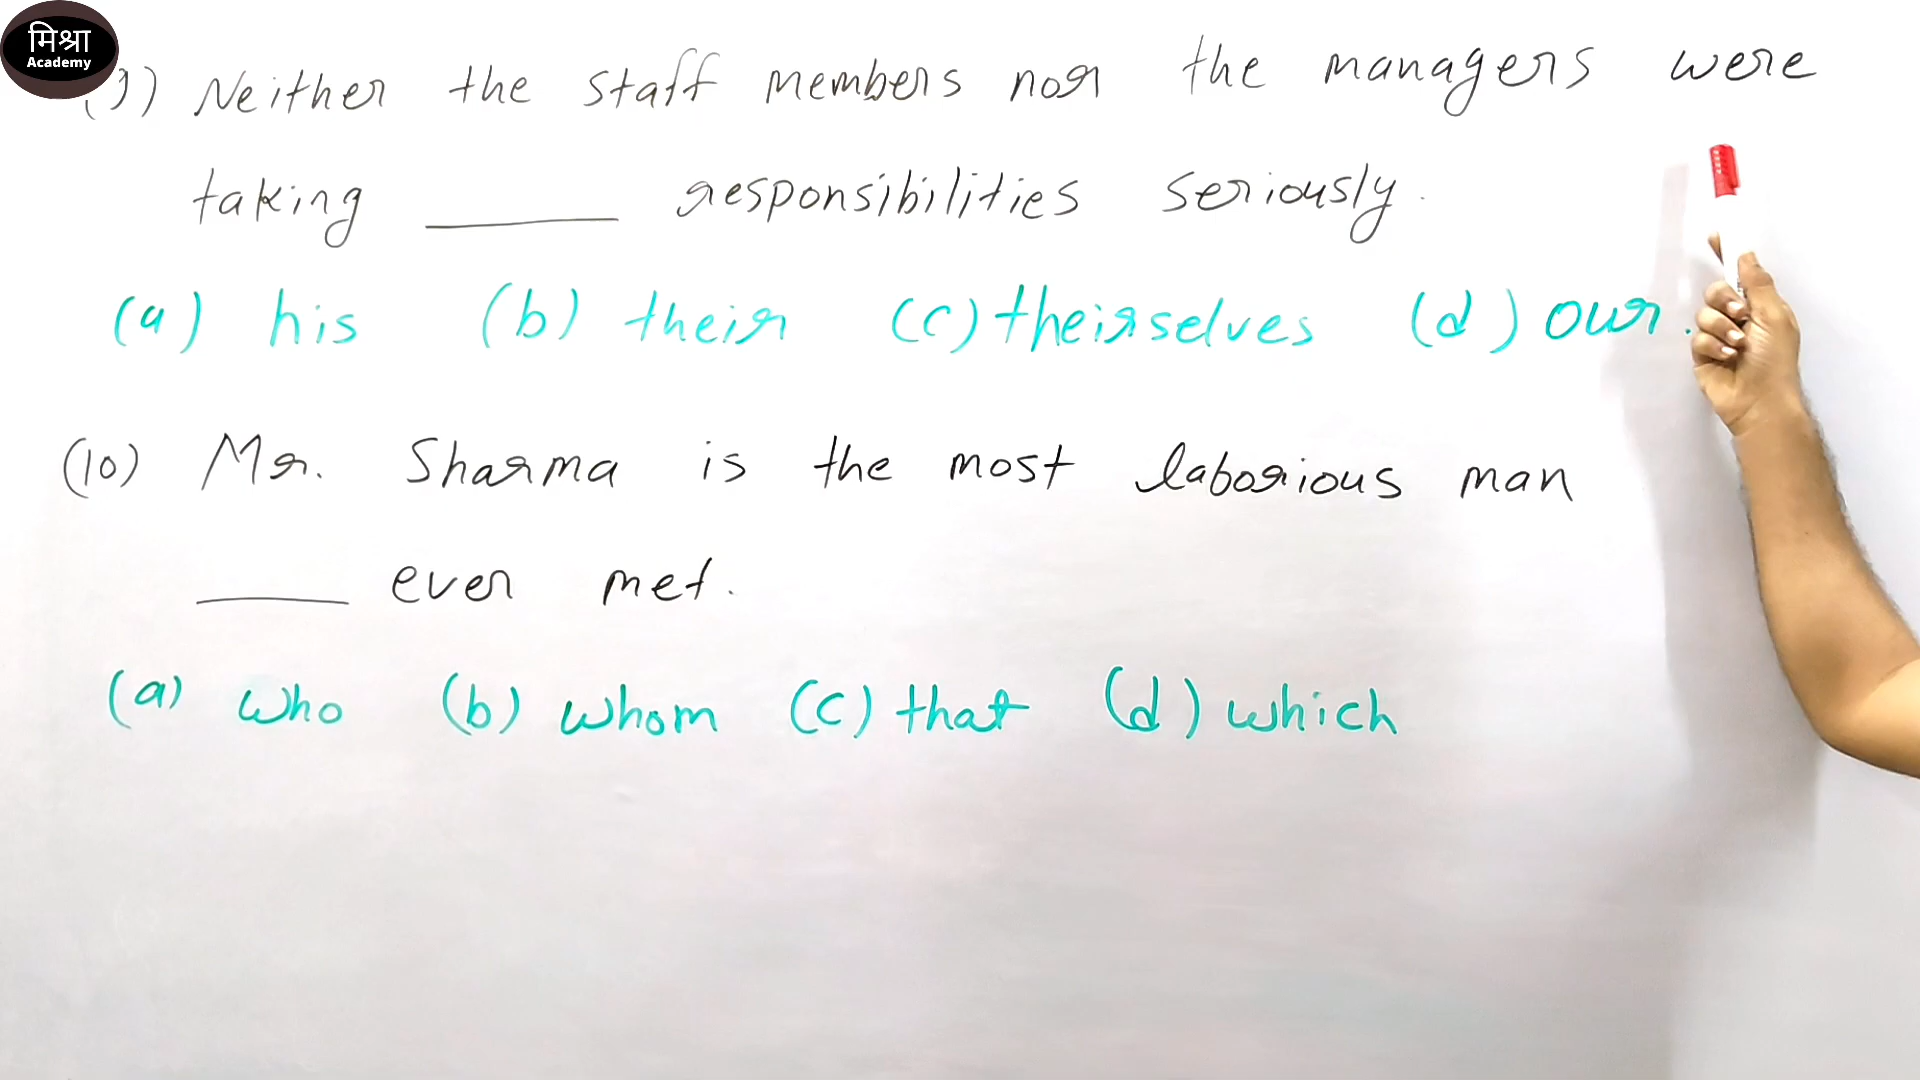 मिश्रा
Academy
(9) Neither the staff members nor the managers were
taking ______ responsibilities seriously.
(a) his (b) their (c) theirselves (d) our.
(10) Mr. Sharma is the most laborious man
______ ever met.
(a) who (b) whom (c) that (d) which